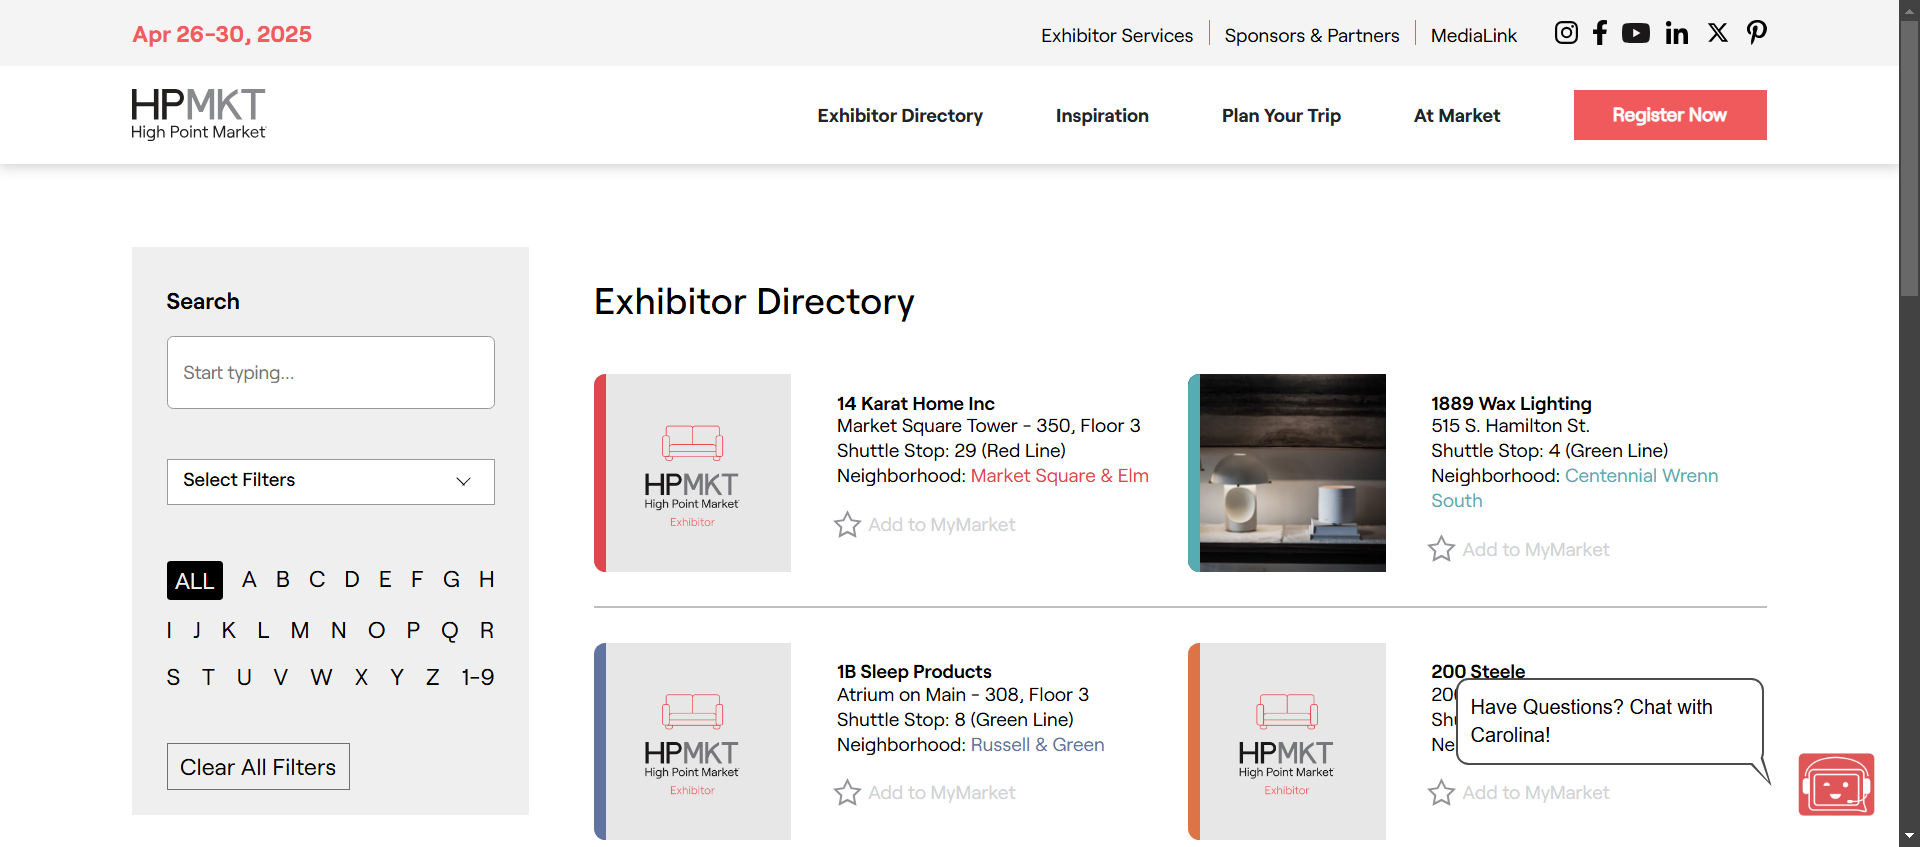 Apr 26-30, 2025
Exhibitor Services
Sponsors & Partners
MediaLink
HPMKT
High Point Market
Exhibitor Directory
Inspiration
Plan Your Trip
At Market
Register Now
Search
Start typing...
Select Filters
ALL A B C D E F G H
I J K L M N O P Q R
S T U V W X Y Z 1-9
Clear All Filters
Exhibitor Directory
HPMKT
High Point Market
Exhibitor
14 Karat Home Inc
Market Square Tower - 350, Floor 3
Shuttle Stop: 29 (Red Line)
Neighborhood: Market Square & Elm
Add to MyMarket
1889 Wax Lighting
515 S. Hamilton St.
Shuttle Stop: 4 (Green Line)
Neighborhood: Centennial Wrenn
South
Add to MyMarket
HPMKT
High Point Market
Exhibitor
1B Sleep Products
Atrium on Main - 308, Floor 3
Shuttle Stop: 8 (Green Line)
Neighborhood: Russell & Green
Add to MyMarket
HPMKT
High Point Market
Exhibitor
200 Steele
Add to MyMarket
Have Questions? Chat with
Carolina!